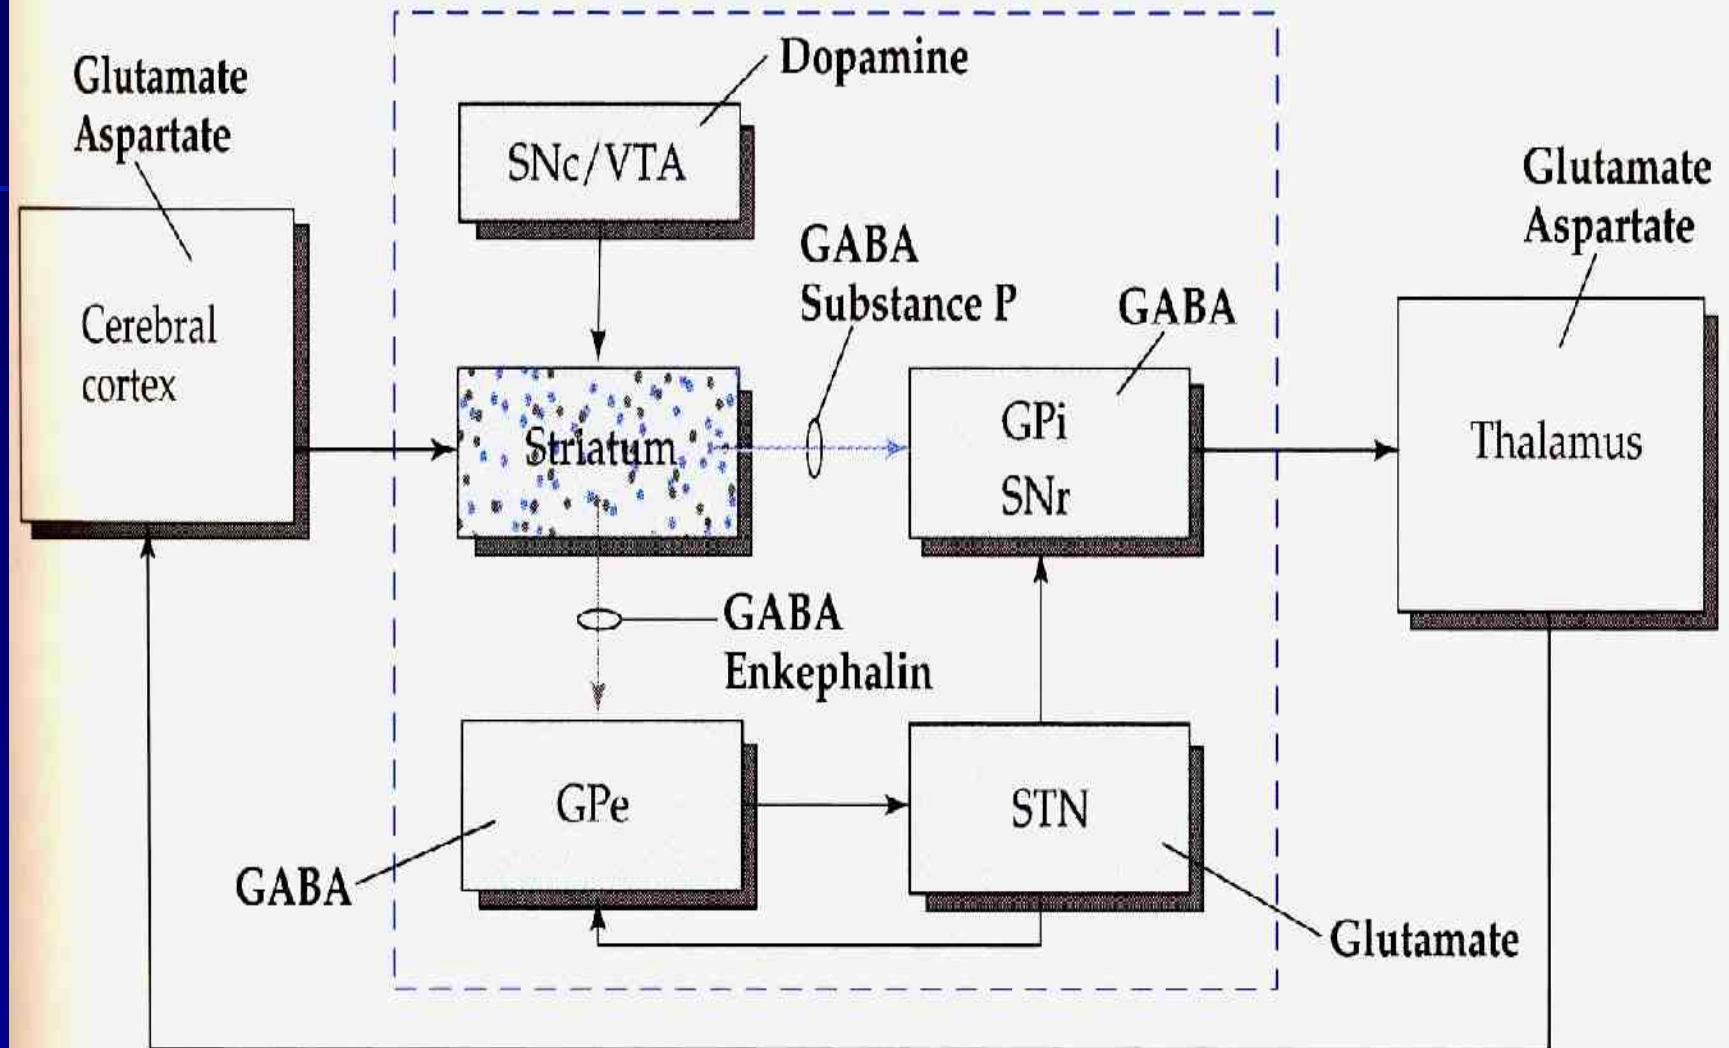 Dopamine
Glutamate
Aspartate
SNc/VTA
Glutamate
Aspartate
GABA
Substance P
GABA
Cerebral
cortex
Striatum
GPi
SNr
Thalamus
GABA
Enkephalin
GPe
STN
GABA
Glutamate